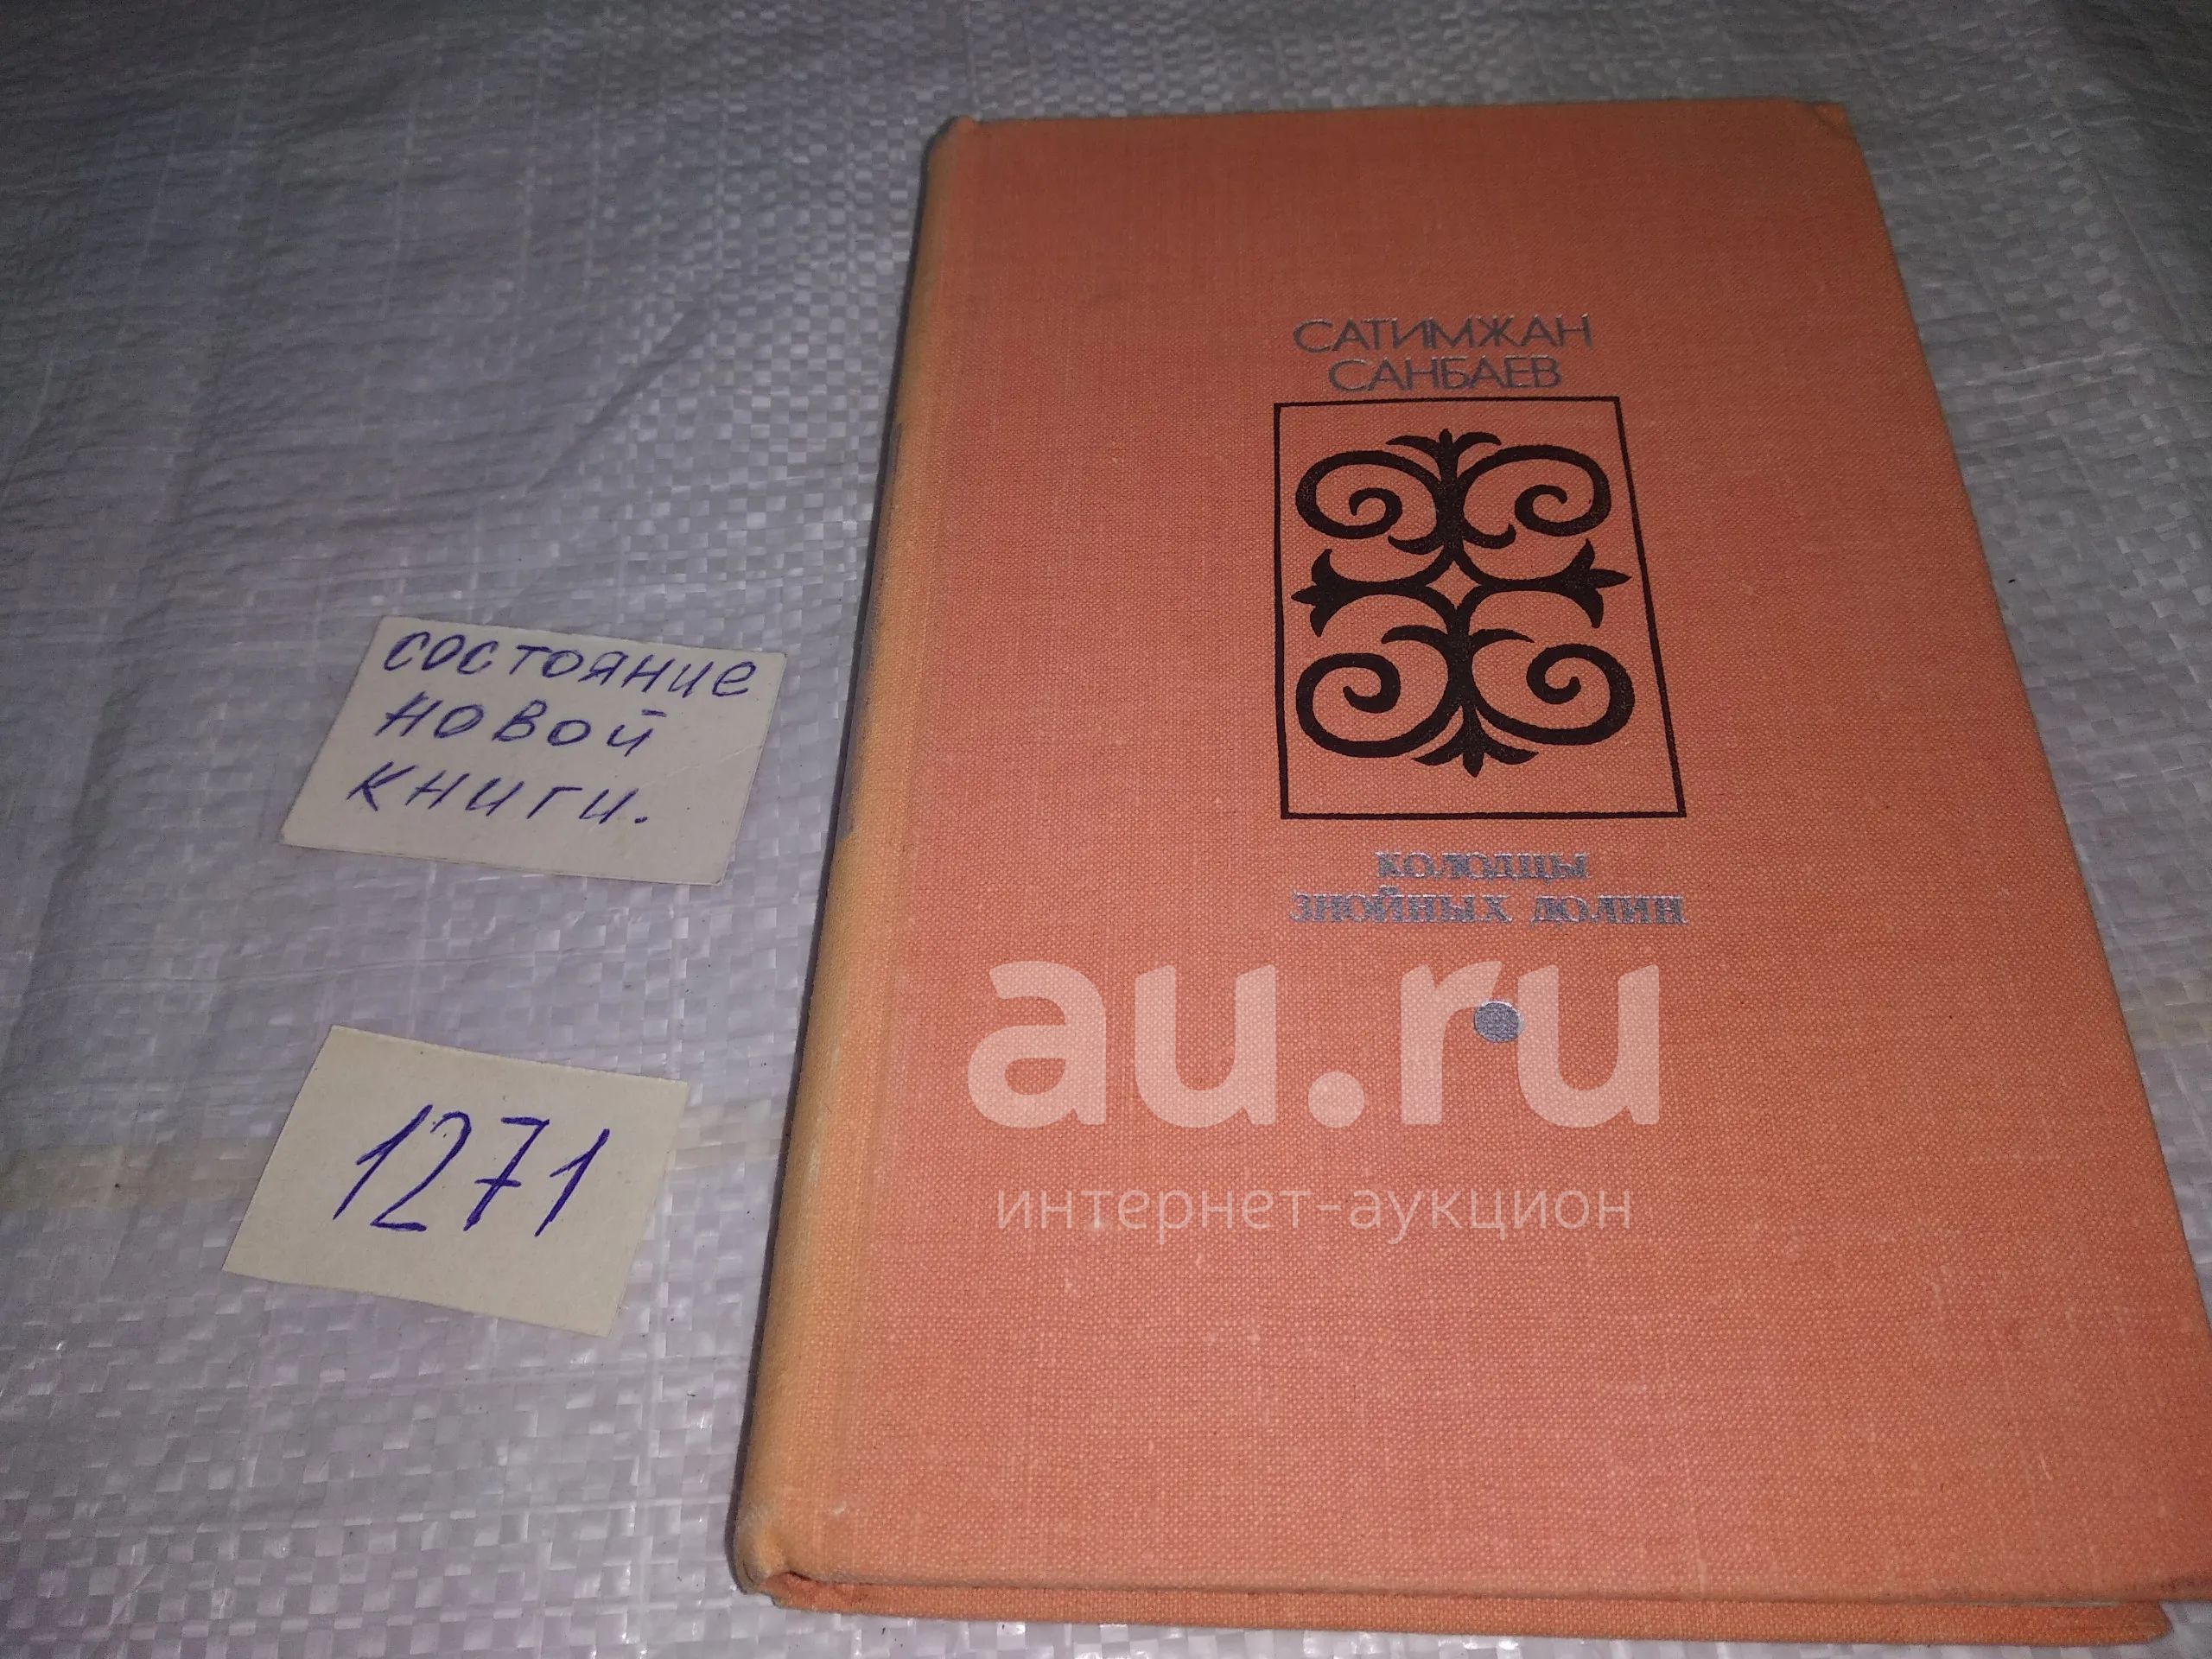 САТИМЖАН
САНБАЕВ
КОЛОДЦЫ
ЗНОЙНЫХ ДОЛИН
состояние
новой
книги.
1271
au.ru
интернет-аукцион